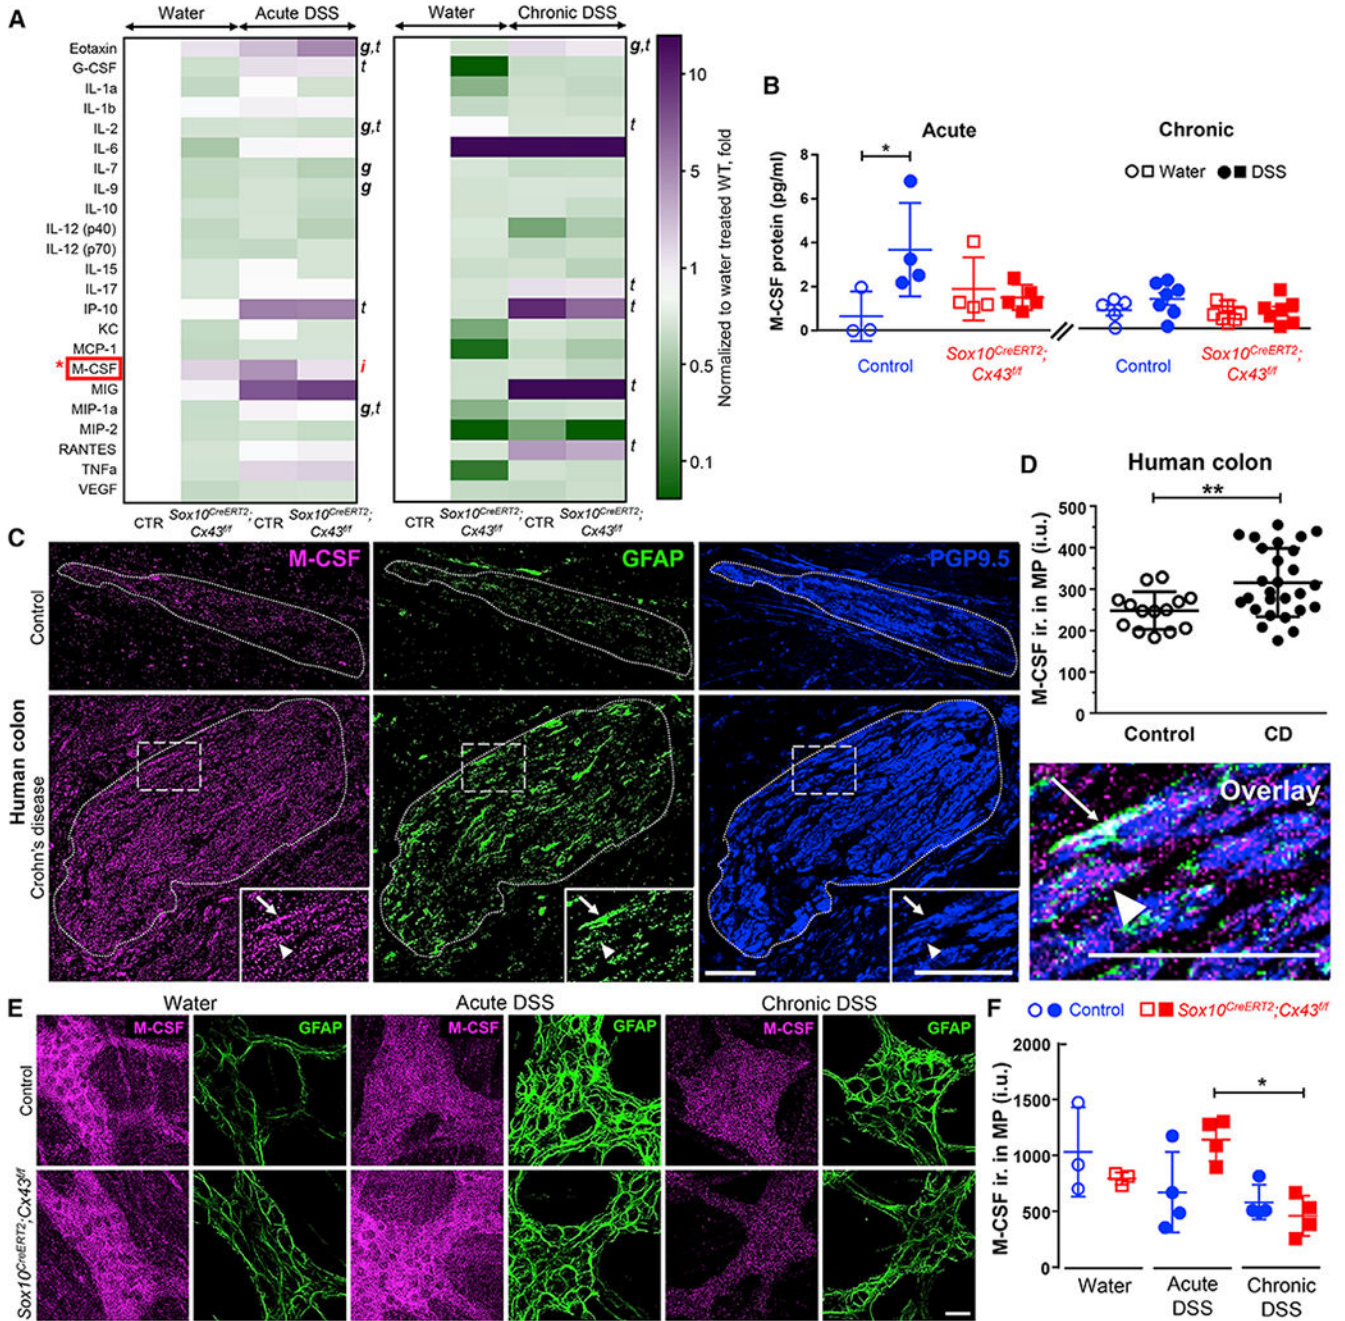 A
Water Acute DSS
Water Chronic DSS
Eotaxin g,t g,t
G-CSF t
IL-1a
IL-1b
IL-2 g,t t
IL-6
IL-7 g
IL-9 g
IL-10
IL-12 (p40)
IL-12 (p70)
IL-15
IL-17 t
IP-10 t t
KC
MCP-1
* M-CSF i
MIG t
MIP-1a g,t
MIP-2
RANTES t
TNFa
VEGF
CTR Sox10CreERT2; Cx43f/f CTR Sox10CreERT2; Cx43f/f
CTR Sox10CreERT2; Cx43f/f CTR Sox10CreERT2; Cx43f/f
10
5
1
0.5
0.1
Normalized to water treated WT, fold
B
Acute Chronic
Water DSS
*
M-CSF protein (pg/ml)
8
6
4
2
0
Control Sox10CreERT2; Cx43f/f Control Sox10CreERT2; Cx43f/f
C
M-CSF GFAP PGP9.5
Control
Human colon
Crohn's disease
D
Human colon
**
M-CSF ir. in MP (i.u.)
500
400
300
200
100
0
Control CD
Overlay
E
Water Acute DSS Chronic DSS
M-CSF GFAP M-CSF GFAP M-CSF GFAP
Control
Sox10CreERT2;Cx43f/f
F
Control Sox10CreERT2;Cx43f/f
*
M-CSF ir. in MP (i.u.)
2000
1500
1000
500
0
Water Acute DSS Chronic DSS